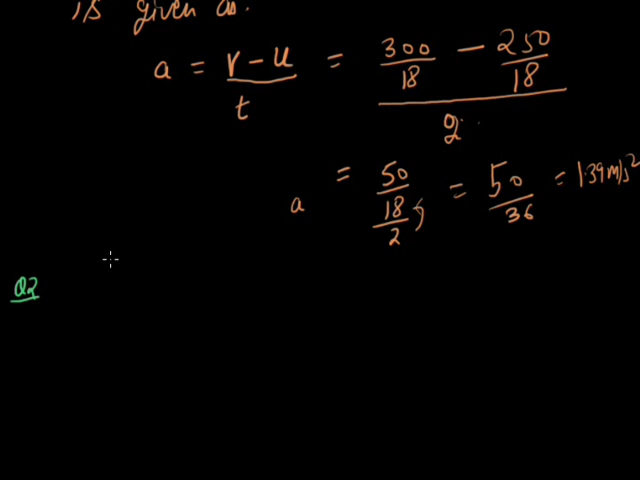 is given as.
a = v - u / t = 300/18 - 250/18 / 2
a = 50/18/2 = 50/36 = 1.39 m/s²
Q2